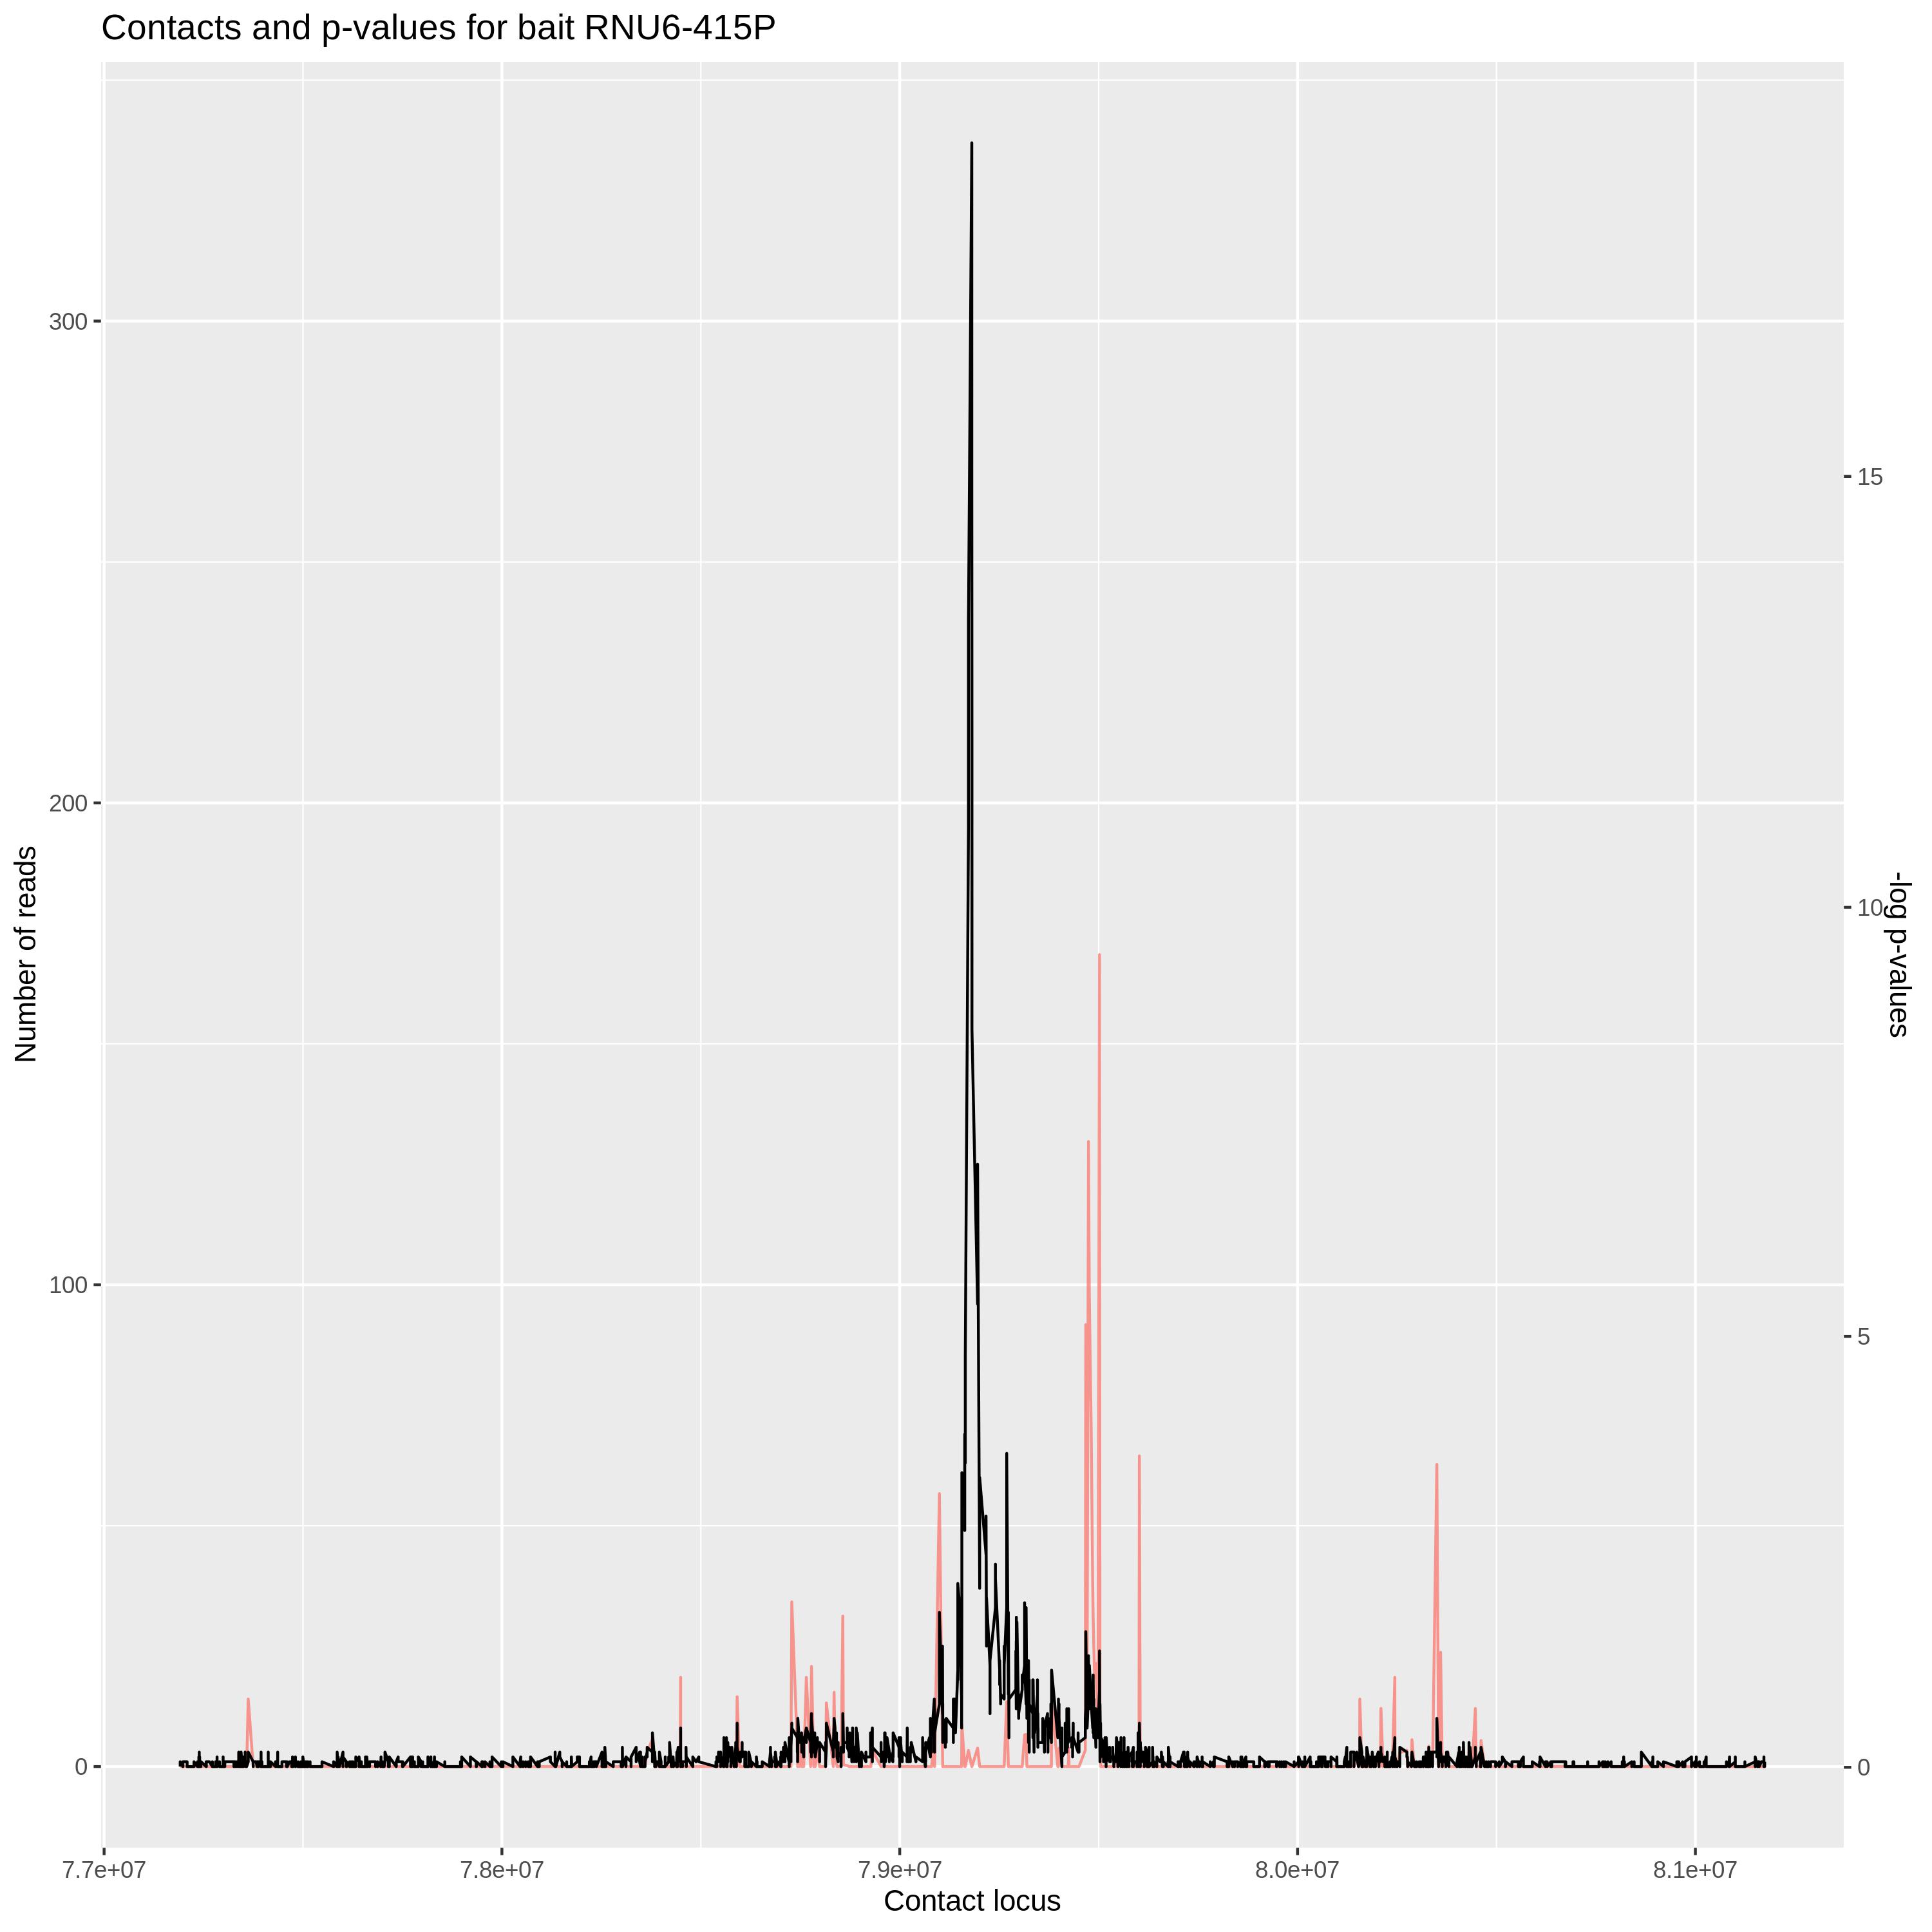 Contacts and p-values for bait RNU6-415P
300
200
100
0
Number of reads
15
10
5
0
-log p-values
7.7e+07
7.8e+07
7.9e+07
8.0e+07
8.1e+07
Contact locus